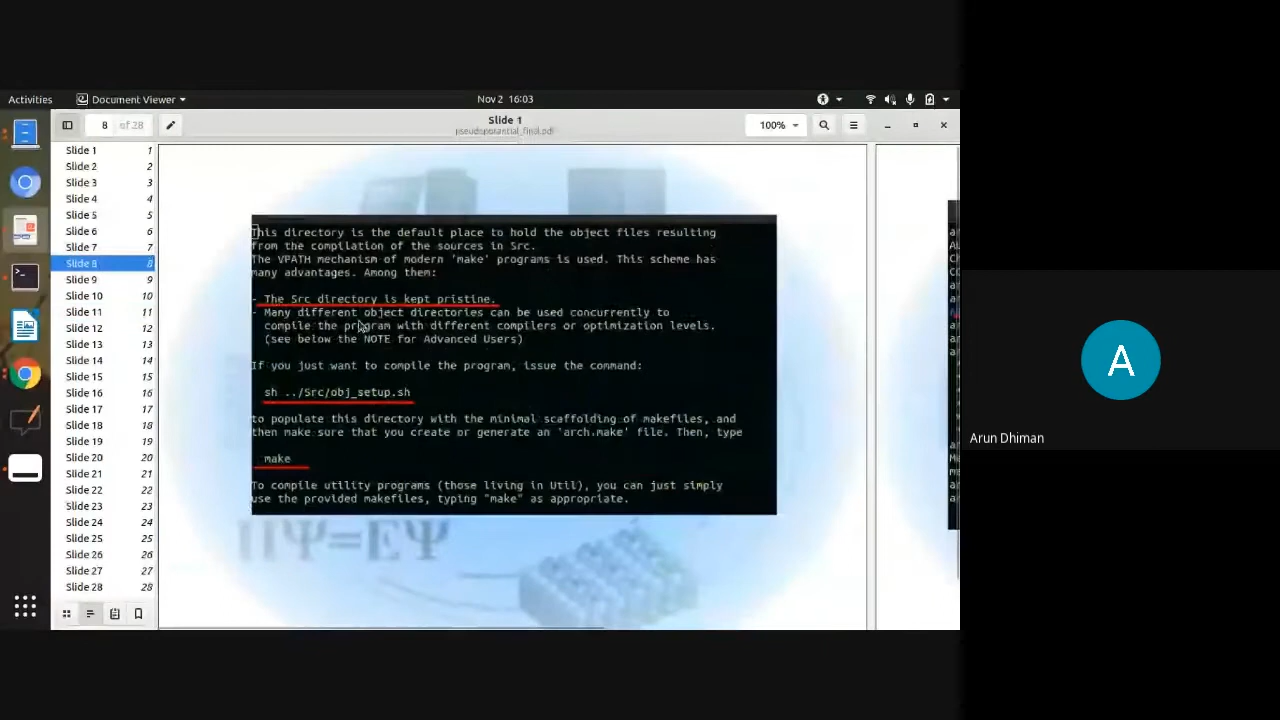 Activities
Document Viewer
Nov 2 16:03
8 of 28
Slide 1
pseudopotential_final.pdf
100%
Slide 1 1
Slide 2 2
Slide 3 3
Slide 4 4
Slide 5 5
Slide 6 6
Slide 7 7
Slide 8 8
Slide 9 9
Slide 10 10
Slide 11 11
Slide 12 12
Slide 13 13
Slide 14 14
Slide 15 15
Slide 16 16
Slide 17 17
Slide 18 18
Slide 19 19
Slide 20 20
Slide 21 21
Slide 22 22
Slide 23 23
Slide 24 24
Slide 25 25
Slide 26 26
Slide 27 27
Slide 28 28
This directory is the default place to hold the object files resulting
from the compilation of the sources in Src.
The VPATH mechanism of modern 'make' programs is used. This scheme has
many advantages. Among them:
- The Src directory is kept pristine.
- Many different object directories can be used concurrently to
compile the program with different compilers or optimization levels.
(see below the NOTE for Advanced Users)
If you just want to compile the program, issue the command:
sh ../Src/obj_setup.sh
to populate this directory with the minimal scaffolding of makefiles, and
then make sure that you create or generate an 'arch.make' file. Then, type
make
To compile utility programs (those living in Util), you can just simply
use the provided makefiles, typing "make" as appropriate.
HΨ=EΨ
A
Arun Dhiman